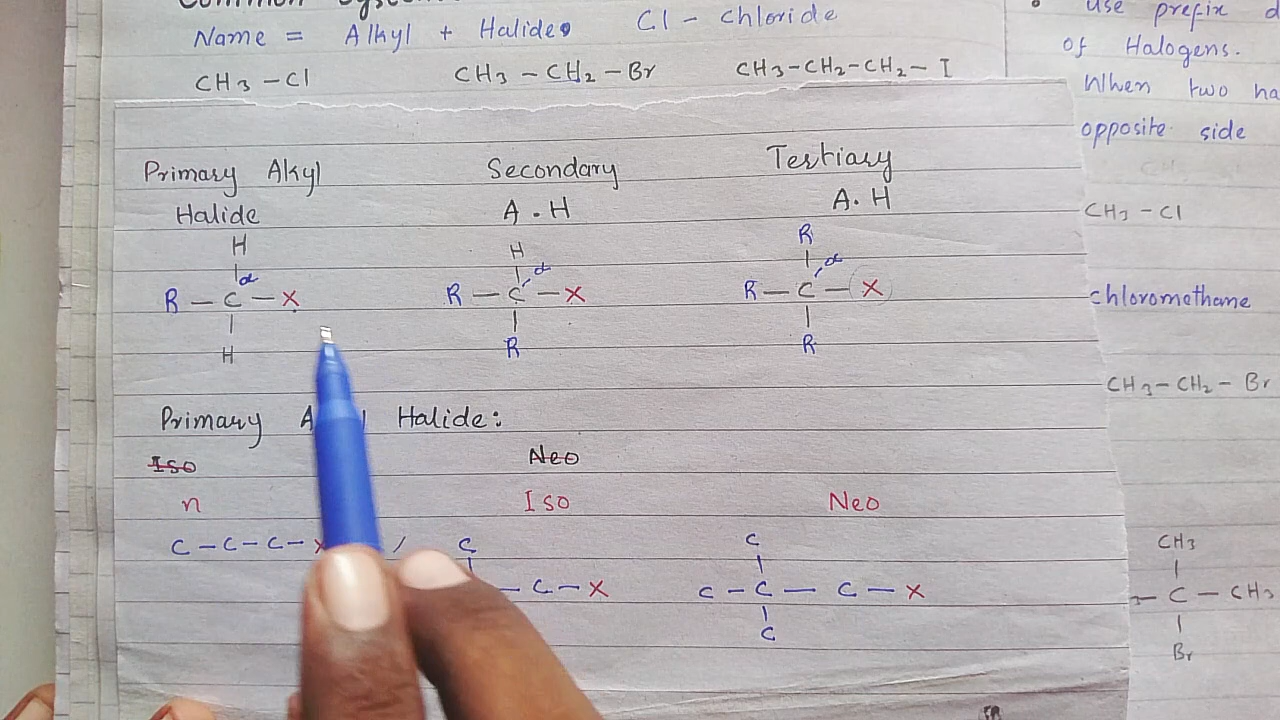 Name = Alkyl + Halide. Cl - Chloride
CH3 - Cl CH3 - CH2 - Br CH3-CH2-CH2-I
Primary Akyl Secondary Tertiary
Halide A.H A.H
H H R
α α α
R - C - X R - C - X R - C - X
H R R
Primary A Halide:
Iso Neo
n Iso Neo
C C
C - C - C - X /
- C - X C - C - C - X
C
use prefix
of Halogens.
When two
opposite side
CH3 - Cl
chloromethane
CH3 - CH2 - Br
CH3
- C - CH3
Br